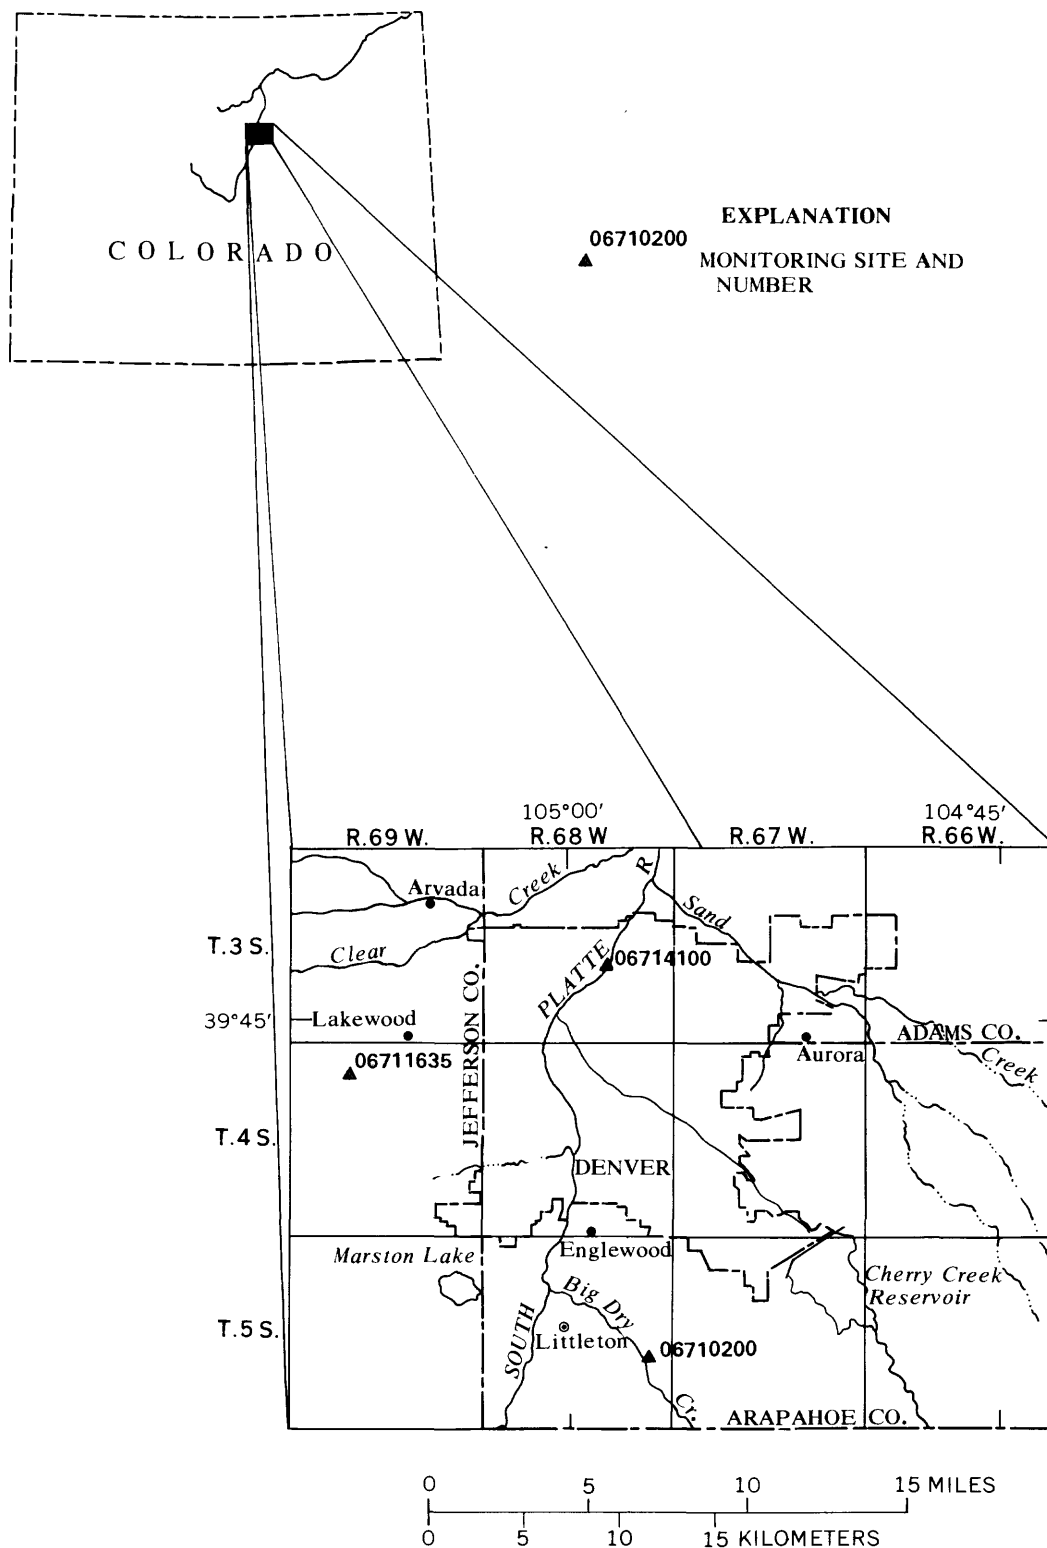 COLORADO
EXPLANATION
06710200
MONITORING SITE AND
NUMBER
105°00'
104°45'
R.69 W.
R.68 W
R.67 W.
R.66 W.
T.3 S.
39°45'
T.4 S.
T.5 S.
Arvada
Creek
R
Sand
Clear
PLATTE
06714100
JEFFERSON CO.
Lakewood
06711635
ADAMS CO.
Aurora
Creek
DENVER
Englewood
Marston Lake
Big Dry
Cherry Creek
Reservoir
SOUTH
Littleton
06710200
Cr.
ARAPAHOE CO.
0 5 10 15 MILES
0 5 10 15 KILOMETERS